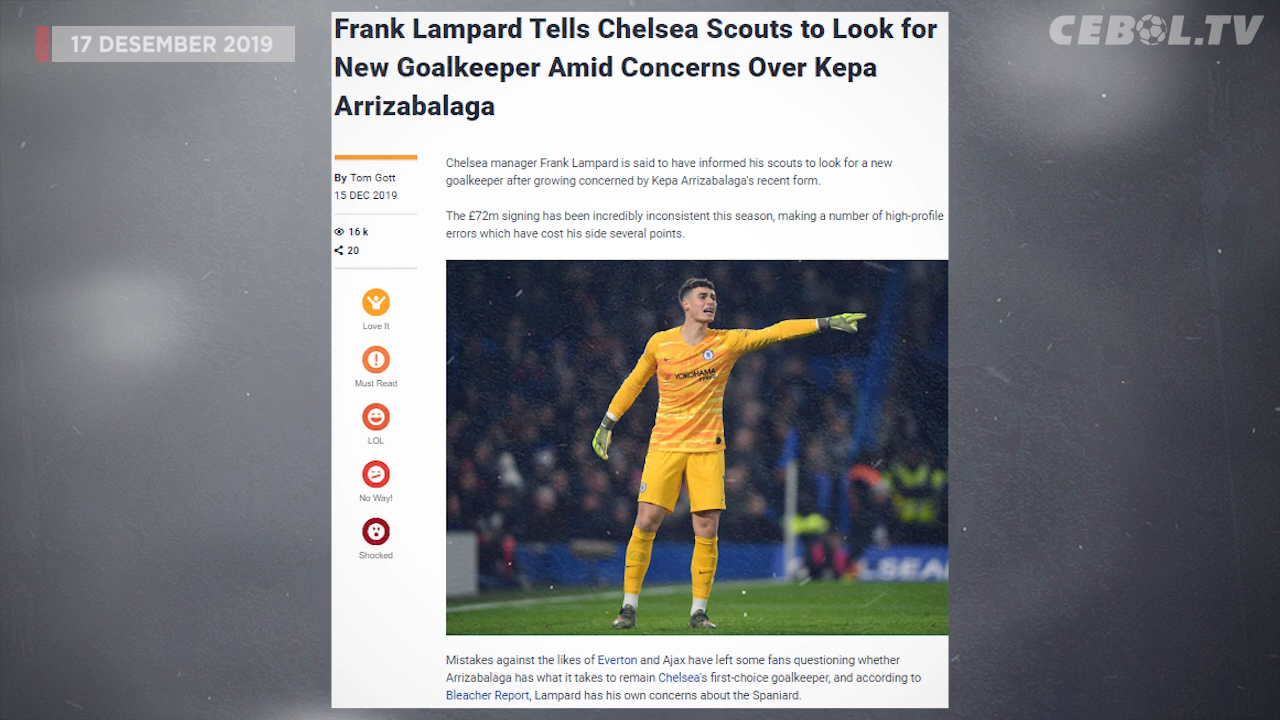 17 DESEMBER 2019
CEBOL.TV
Frank Lampard Tells Chelsea Scouts to Look for
New Goalkeeper Amid Concerns Over Kepa
Arrizabalaga
By Tom Gott
15 DEC 2019
16 k
20
Love It
Must Read
LOL
No Way!
Shocked
Chelsea manager Frank Lampard is said to have informed his scouts to look for a new
goalkeeper after growing concerned by Kepa Arrizabalaga's recent form.
The £72m signing has been incredibly inconsistent this season, making a number of high-profile
errors which have cost his side several points.
YOKOHAMA
LSEA
Mistakes against the likes of Everton and Ajax have left some fans questioning whether
Arrizabalaga has what it takes to remain Chelsea's first-choice goalkeeper, and according to
Bleacher Report, Lampard has his own concerns about the Spaniard.